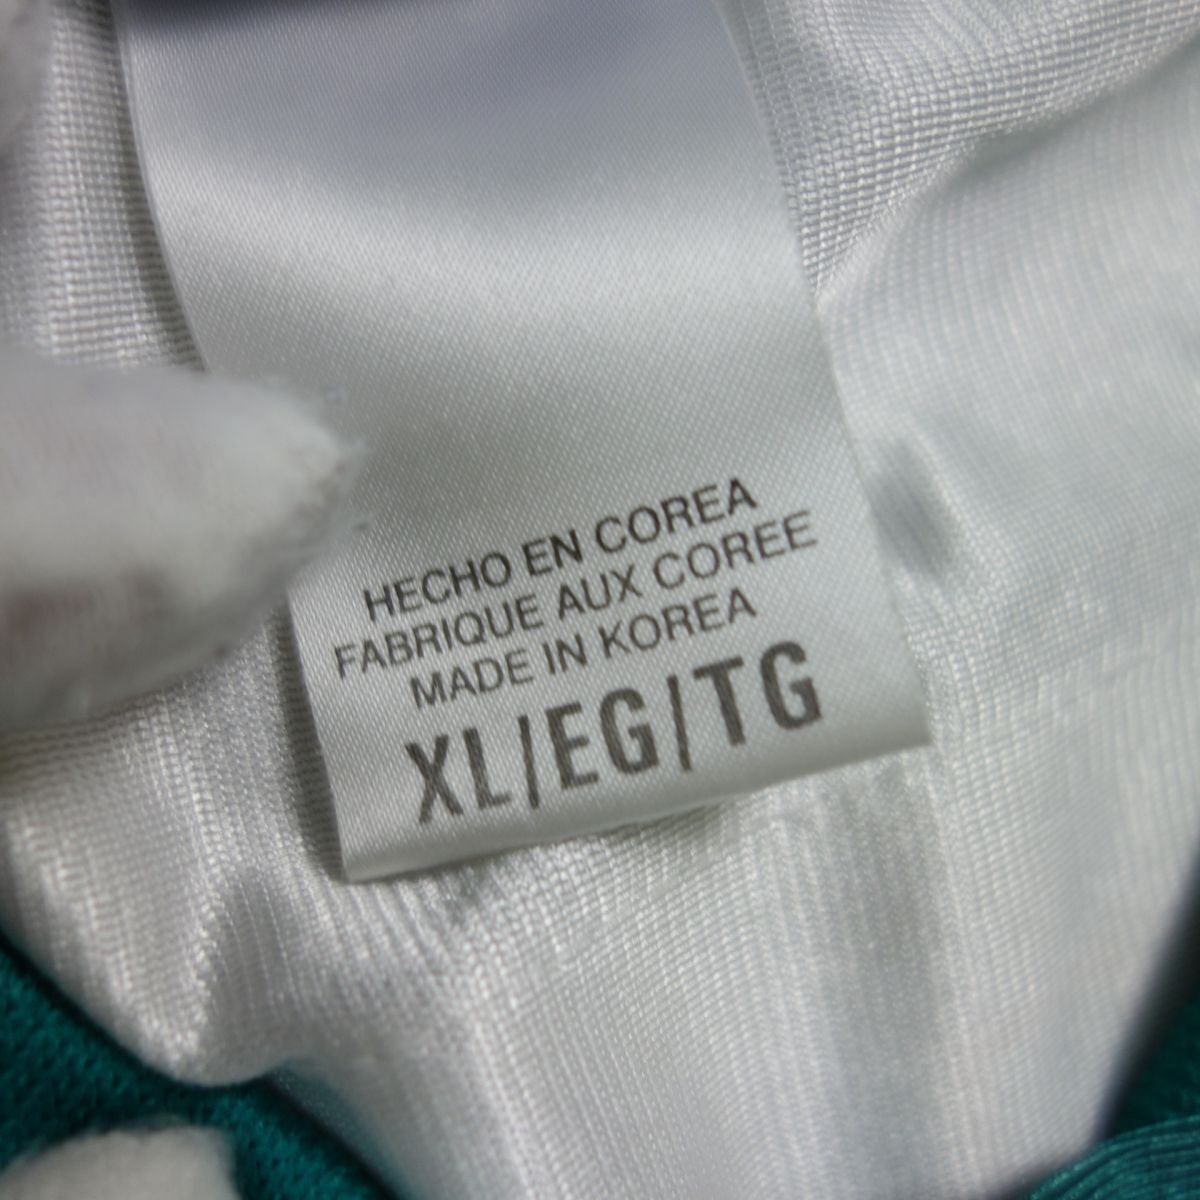 HECHO EN COREA
FABRIQUE AUX COREE
MADE IN KOREA
XL/EG/TG